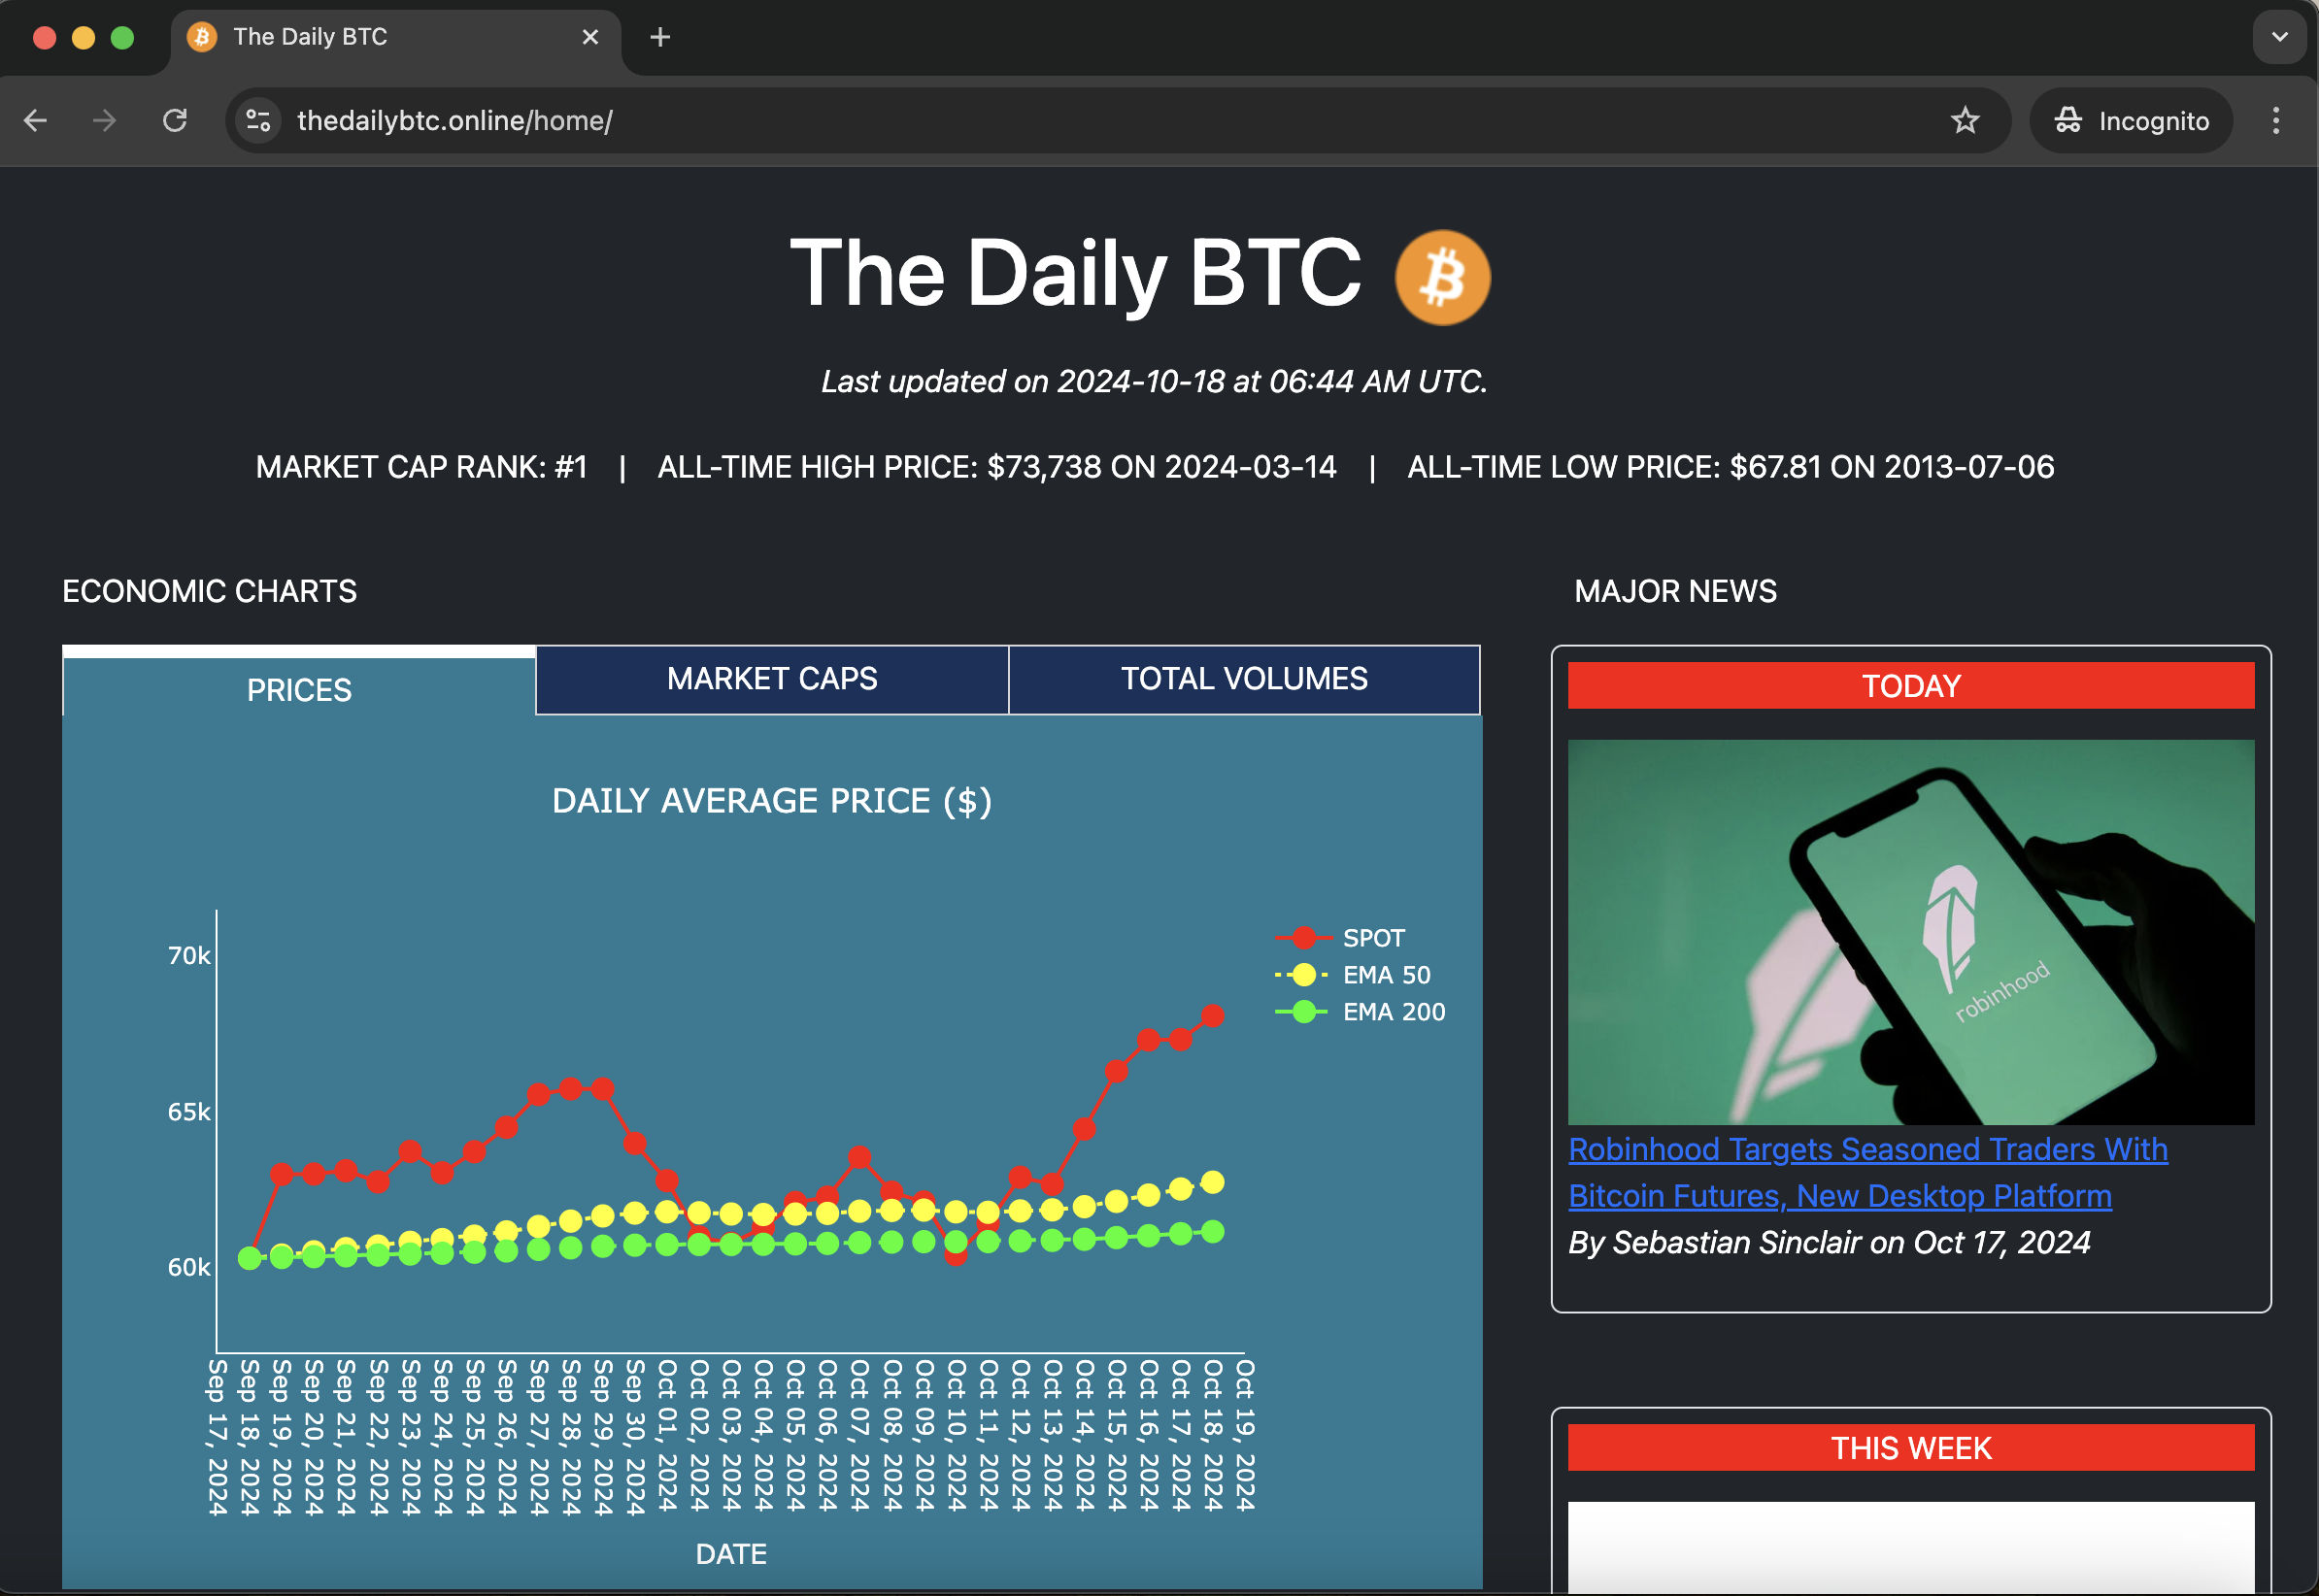 The Daily BTC
thedailybtc.online/home/
Incognito
The Daily BTC
Last updated on 2024-10-18 at 06:44 AM UTC.
MARKET CAP RANK: #1 | ALL-TIME HIGH PRICE: $73,738 ON 2024-03-14 | ALL-TIME LOW PRICE: $67.81 ON 2013-07-06
ECONOMIC CHARTS
PRICES
MARKET CAPS
TOTAL VOLUMES
DAILY AVERAGE PRICE ($)
SPOT
EMA 50
EMA 200
70k
65k
60k
Sep 17, 2024
Sep 18, 2024
Sep 19, 2024
Sep 20, 2024
Sep 21, 2024
Sep 22, 2024
Sep 23, 2024
Sep 24, 2024
Sep 25, 2024
Sep 26, 2024
Sep 27, 2024
Sep 28, 2024
Sep 29, 2024
Sep 30, 2024
Oct 01, 2024
Oct 02, 2024
Oct 03, 2024
Oct 04, 2024
Oct 05, 2024
Oct 06, 2024
Oct 07, 2024
Oct 08, 2024
Oct 09, 2024
Oct 10, 2024
Oct 11, 2024
Oct 12, 2024
Oct 13, 2024
Oct 14, 2024
Oct 15, 2024
Oct 16, 2024
Oct 17, 2024
Oct 18, 2024
Oct 19, 2024
DATE
MAJOR NEWS
TODAY
robinhood
Robinhood Targets Seasoned Traders With
Bitcoin Futures, New Desktop Platform
By Sebastian Sinclair on Oct 17, 2024
THIS WEEK